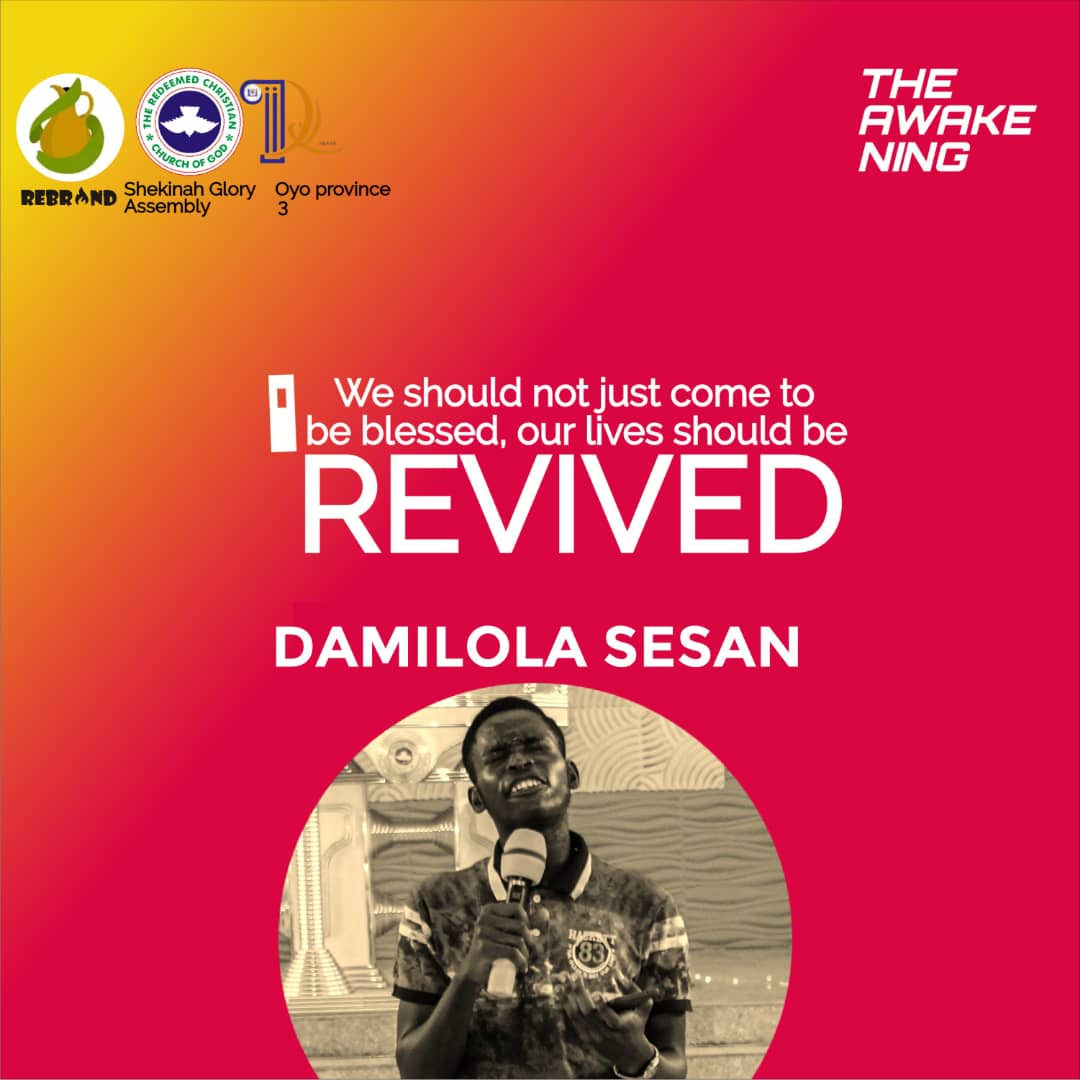 REBRAND
THE REDEEMED CHRISTIAN
CHURCH OF GOD
Shekinah Glory
Assembly
Oyo province
3
THE
AWAKE
NING
We should not just come to
be blessed, our lives should be
REVIVED
DAMILOLA SESAN
HACKETT
83